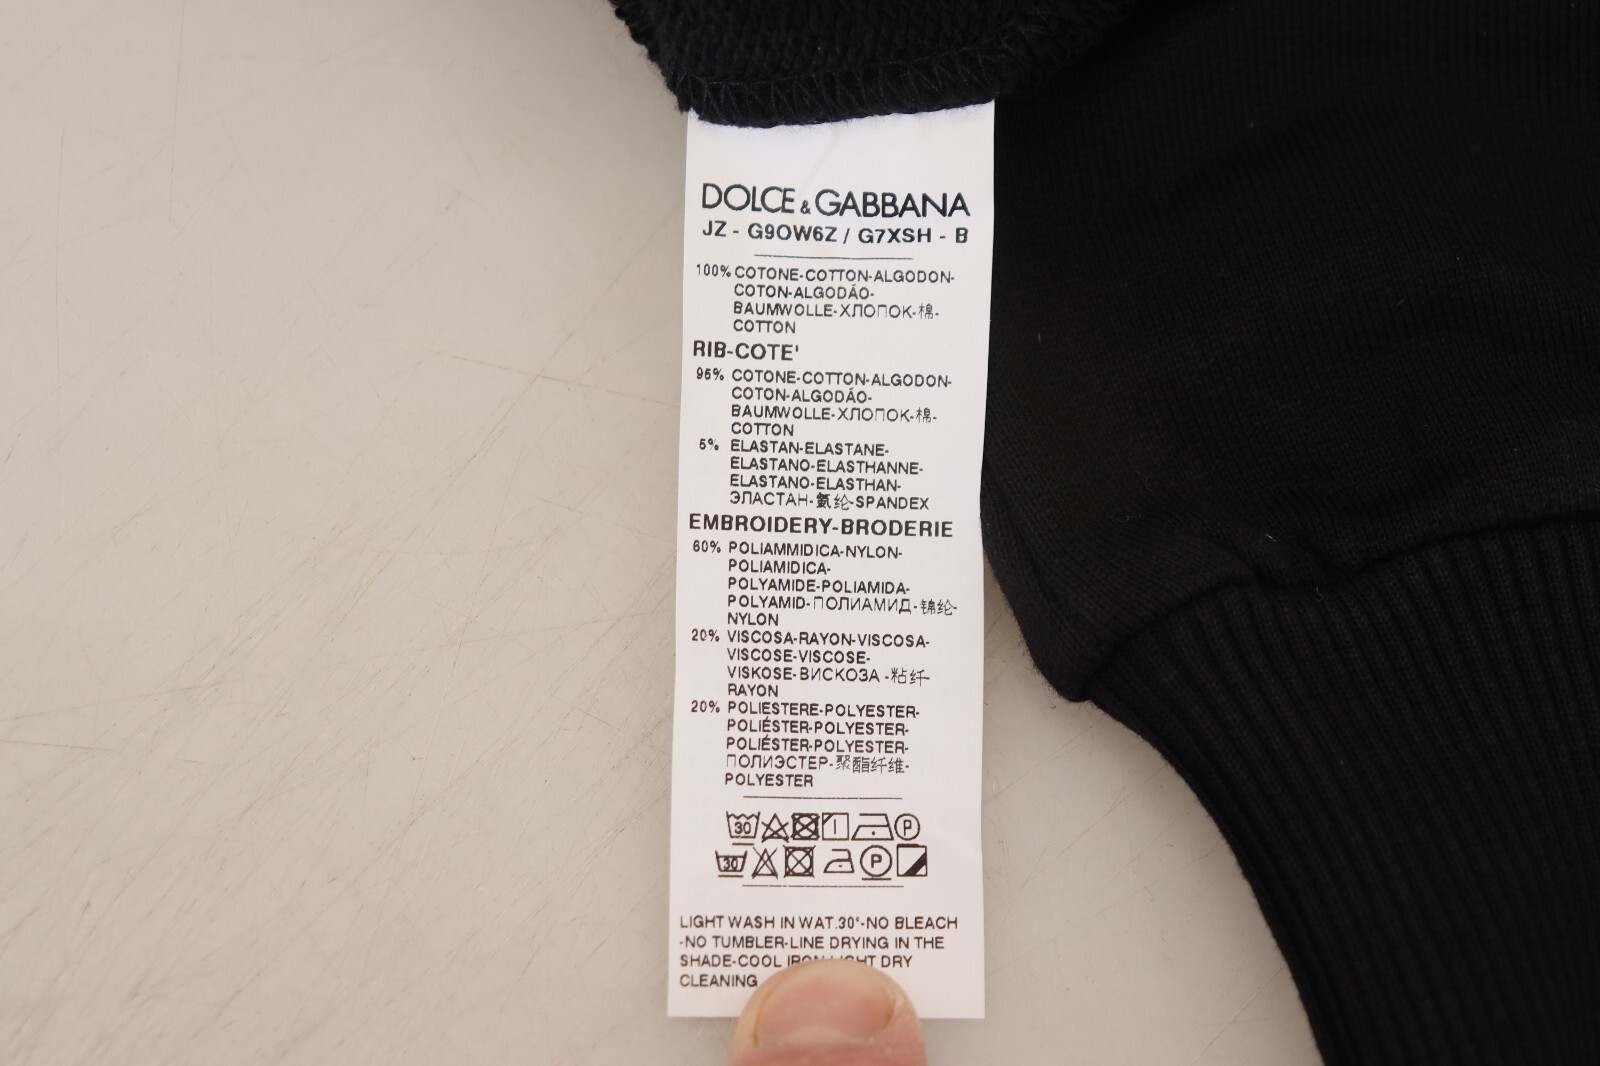 DOLCE & GABBANA
JZ - G9OW6Z / G7XSH - B
100% COTONE-COTTON-ALGODON-
COTON-ALGODÃO-
BAUMWOLLE-ХЛОПОК-棉-
COTTON
RIB-COTE'
95% COTONE-COTTON-ALGODON-
COTON-ALGODÃO-
BAUMWOLLE-ХЛОПОК-棉-
COTTON
5% ELASTAN-ELASTANE-
ELASTANO-ELASTHANNE-
ELASTANO-ELASTHAN-
ЭЛАСТАН-氨纶-SPANDEX
EMBROIDERY-BRODERIE
60% POLIAMMIDICA-NYLON-
POLIAMIDICA-
POLYAMIDE-POLIAMIDA-
POLYAMID-ПОЛИАМИД-锦纶-
NYLON
20% VISCOSA-RAYON-VISCOSA-
VISCOSE-VISCOSE-
VISKOSE-ВИСКОЗА -粘纤-
RAYON
20% POLIESTERE-POLYESTER-
POLIÉSTER-POLYESTER-
POLIÉSTER-POLYESTER-
ПОЛИЭСТЕР-聚酯纤维-
POLYESTER
30 P
30 P
LIGHT WASH IN WAT.30°-NO BLEACH
-NO TUMBLER-LINE DRYING IN THE
SHADE-COOL IRON-LIGHT DRY
CLEANING